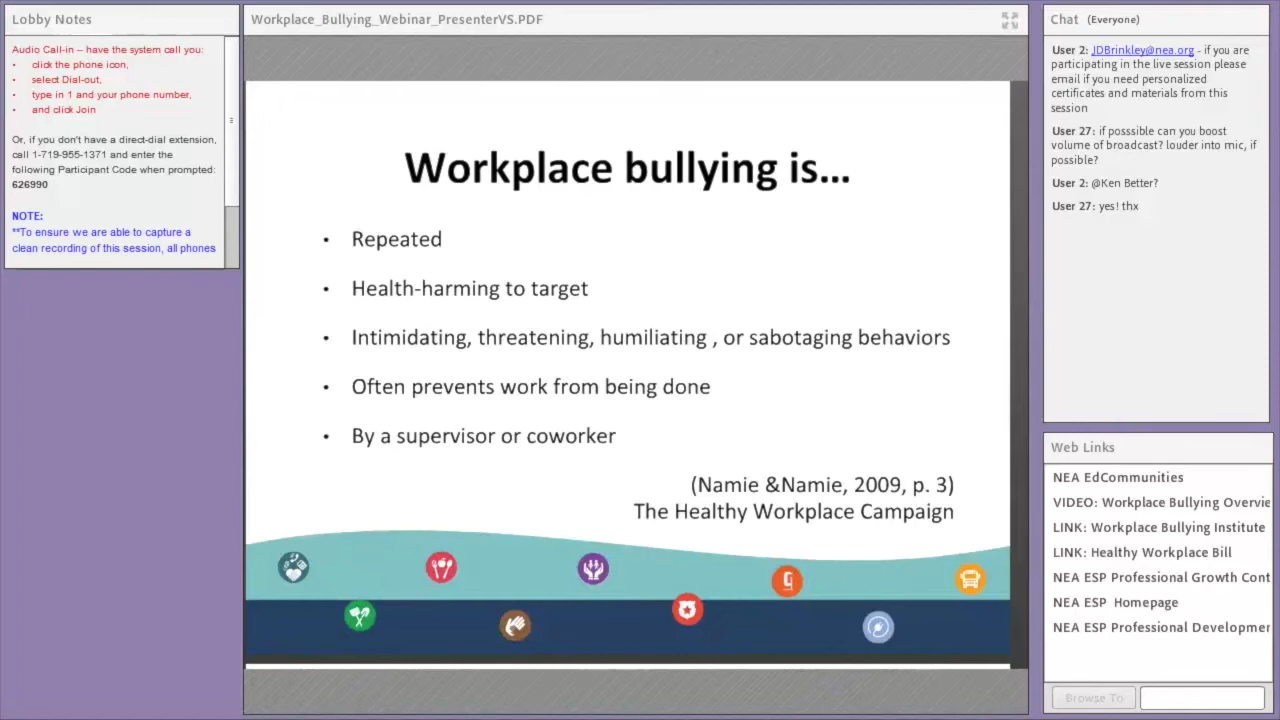 Lobby Notes
Audio Call-in – have the system call you:
• click the phone icon,
• select Dial-out,
• type in 1 and your phone number,
• and click Join
Or, if you don't have a direct-dial extension,
call 1-719-955-1371 and enter the
following Participant Code when prompted:
626990
NOTE:
**To ensure we are able to capture a
clean recording of this session, all phones
Workplace_Bullying_Webinar_PresenterVS.PDF
Workplace bullying is...
• Repeated
• Health-harming to target
• Intimidating, threatening, humiliating , or sabotaging behaviors
• Often prevents work from being done
• By a supervisor or coworker
(Namie &Namie, 2009, p. 3)
The Healthy Workplace Campaign
Chat (Everyone)
User 2: JDBrinkley@nea.org - if you are
participating in the live session please
email if you need personalized
certificates and materials from this
session
User 27: if posssible can you boost
volume of broadcast? louder into mic, if
possible?
User 2: @Ken Better?
User 27: yes! thx
Web Links
NEA EdCommunities
VIDEO: Workplace Bullying Overvie
LINK: Workplace Bullying Institute
LINK: Healthy Workplace Bill
NEA ESP Professional Growth Cont
NEA ESP Homepage
NEA ESP Professional Developmer
Browse To